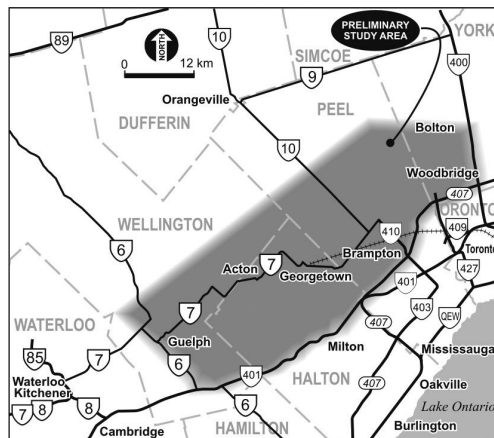 PRELIMINARY
STUDY AREA
YORK
89
10
NORTH
SIMCOE
400
0 12 km
9
Orangeville
PEEL
DUFFERIN
Bolton
10
Woodbridge
407
WELLINGTON
ORONTO
410
409
6
Acton
7
Brampton
Toronto
Georgetown
427
401
7
403
QEW
WATERLOO
Guelph
407
85
7
6
401
Milton
Mississauga
Waterloo
Kitchener
HALTON
407
Oakville
7
8
8
6
Lake Ontario
Cambridge
HAMILTON
Burlington